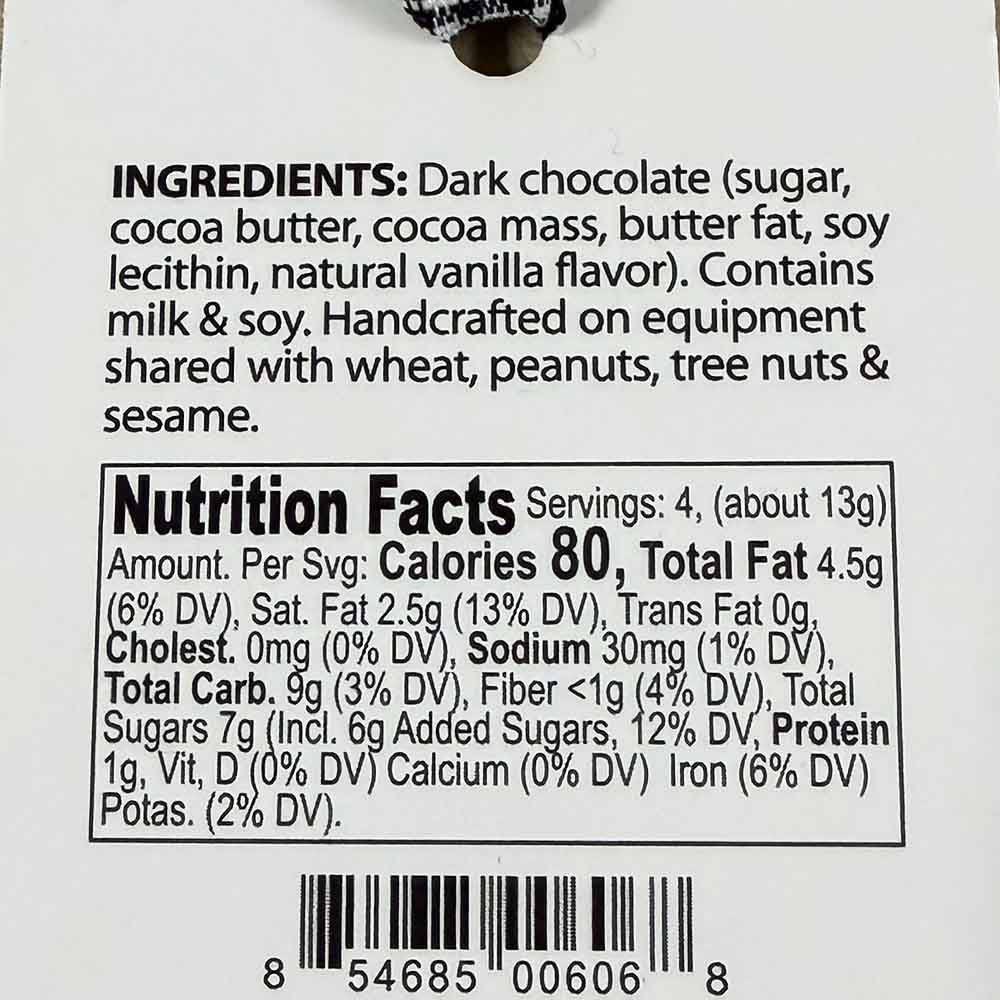 INGREDIENTS: Dark chocolate (sugar,
cocoa butter, cocoa mass, butter fat, soy
lecithin, natural vanilla flavor). Contains
milk & soy. Handcrafted on equipment
shared with wheat, peanuts, tree nuts &
sesame.
Nutrition Facts Servings: 4, (about 13g)
Amount. Per Svg: Calories 80, Total Fat 4.5g
(6% DV), Sat. Fat 2.5g (13% DV), Trans Fat 0g,
Cholest. 0mg (0% DV), Sodium 30mg (1% DV),
Total Carb. 9g (3% DV), Fiber <1g (4% DV), Total
Sugars 7g (Incl. 6g Added Sugars, 12% DV, Protein
1g, Vit, D (0% DV) Calcium (0% DV) Iron (6% DV)
Potas. (2% DV).
8 54685 00606 8